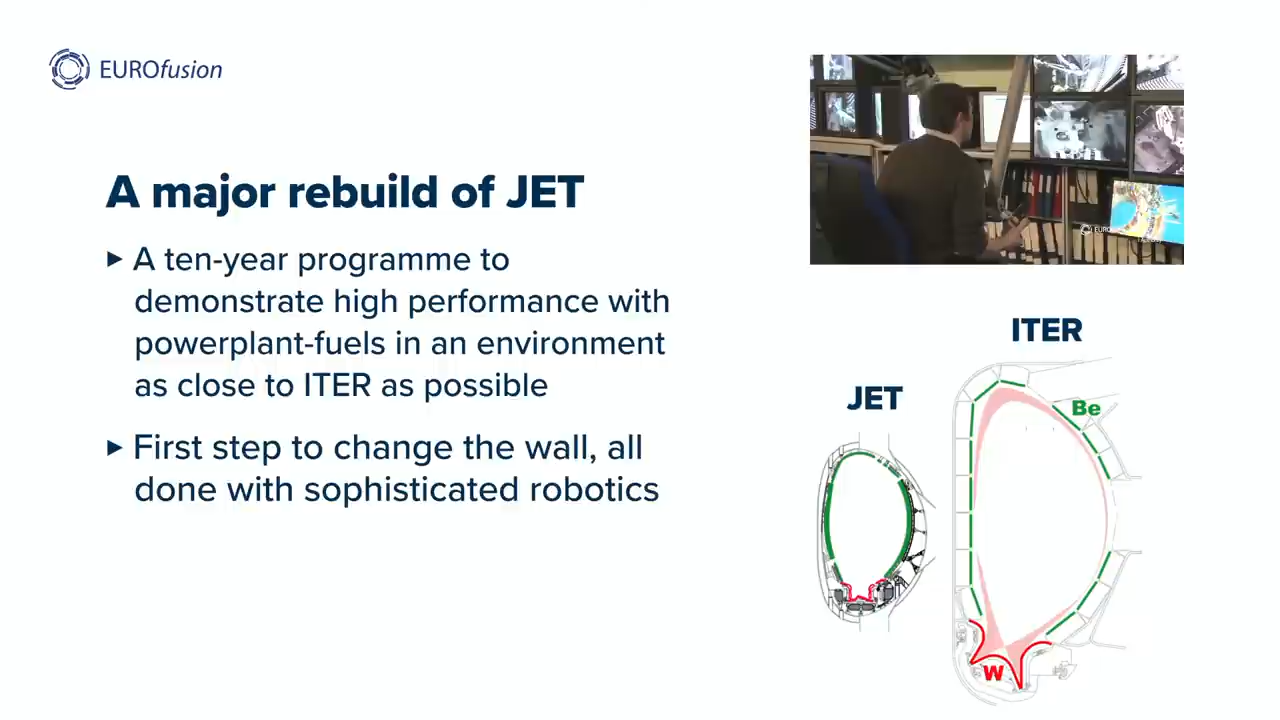 EUROfusion
A major rebuild of JET
▸ A ten-year programme to
demonstrate high performance with
powerplant-fuels in an environment
as close to ITER as possible
▸ First step to change the wall, all
done with sophisticated robotics
ITER
JET
Be
W